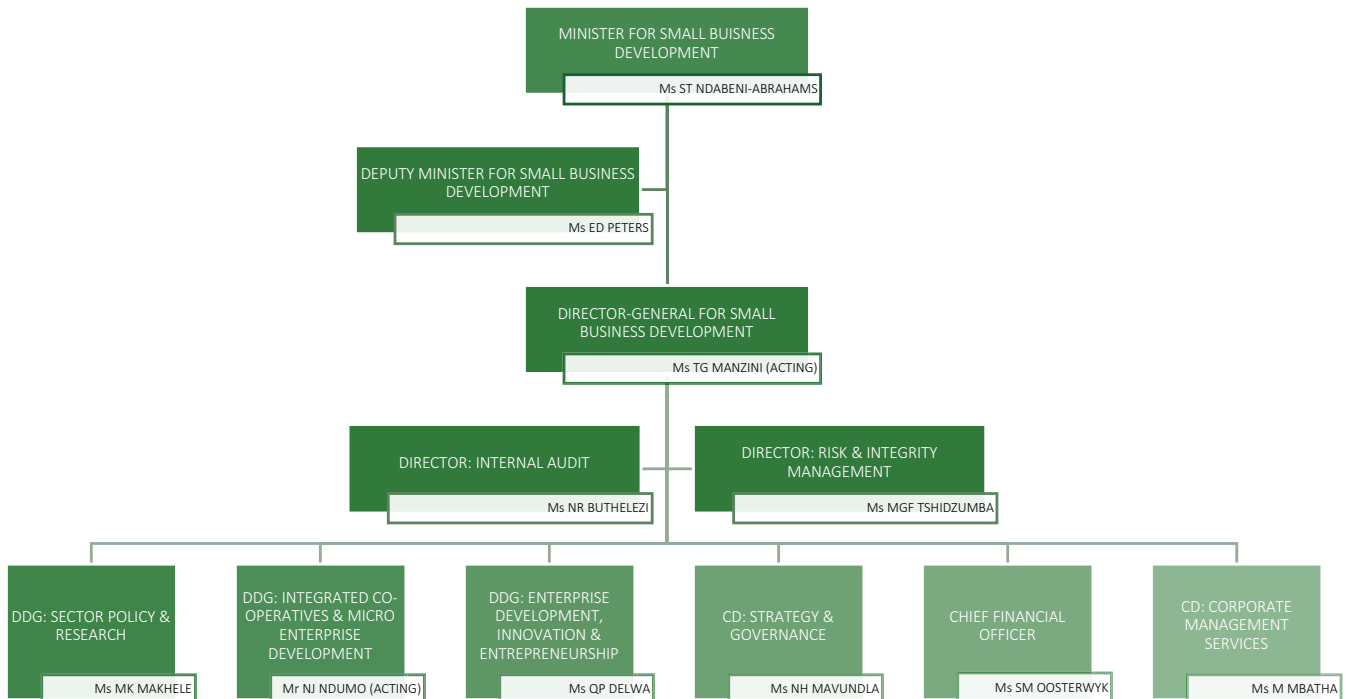 MINISTER FOR SMALL BUISNESS
DEVELOPMENT
Ms ST NDABENI-ABRAHAMS
DEPUTY MINISTER FOR SMALL BUSINESS
DEVELOPMENT
Ms ED PETERS
DIRECTOR-GENERAL FOR SMALL
BUSINESS DEVELOPMENT
Ms TG MANZINI (ACTING)
DIRECTOR: INTERNAL AUDIT
Ms NR BUTHELEZI
DIRECTOR: RISK & INTEGRITY
MANAGEMENT
Ms MGF TSHIDZUMBA
DDG: SECTOR POLICY &
RESEARCH
Ms MK MAKHELE
DDG: INTEGRATED CO-
OPERATIVES & MICRO
ENTERPRISE
DEVELOPMENT
Mr NJ NDUMO (ACTING)
DDG: ENTERPRISE
DEVELOPMENT,
INNOVATION &
ENTREPRENEURSHIP
Ms QP DELWA
CD: STRATEGY &
GOVERNANCE
Ms NH MAVUNDLA
CHIEF FINANCIAL
OFFICER
Ms SM OOSTERWYK
CD: CORPORATE
MANAGEMENT
SERVICES
Ms M MBATHA